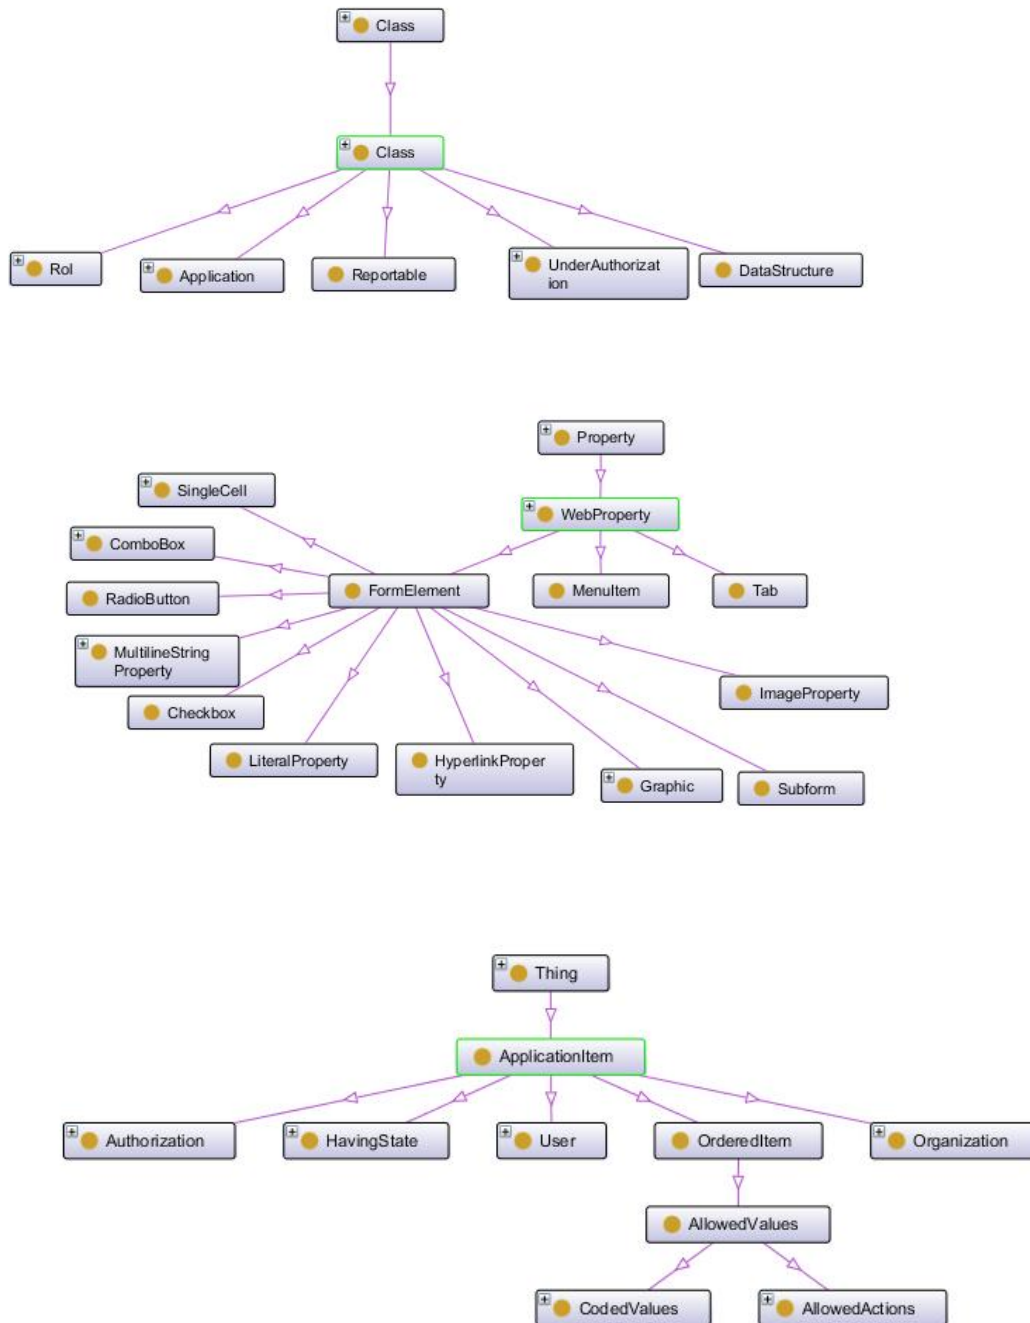 Class
Class
Rol
Application
Reportable
UnderAuthorizat
ion
DataStructure
Property
SingleCell
WebProperty
ComboBox
RadioButton
FormElement
MenuItem
Tab
MultilineString
Property
ImageProperty
Checkbox
LiteralProperty
HyperlinkProper
ty
Graphic
Subform
Thing
ApplicationItem
Authorization
HavingState
User
OrderedItem
Organization
AllowedValues
CodedValues
AllowedActions